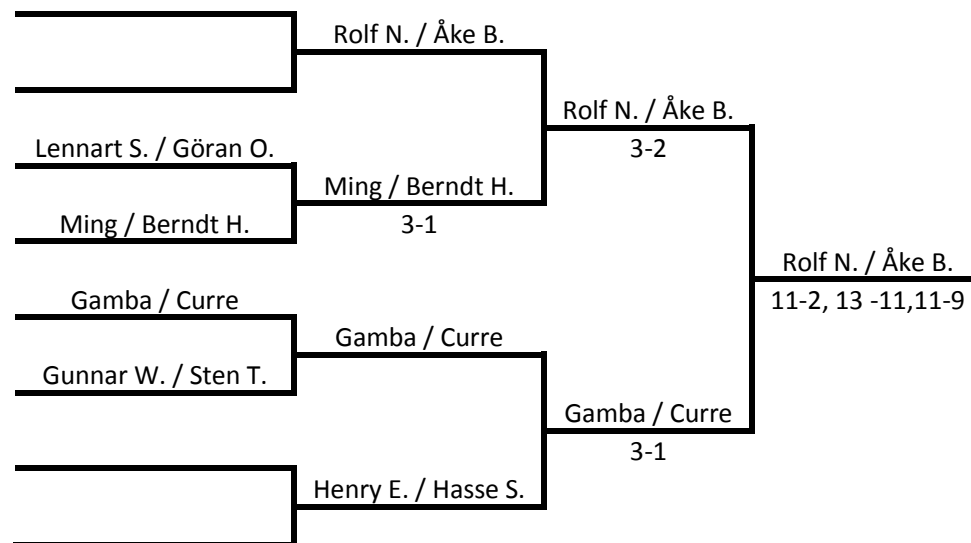 Rolf N. / Åke B.
Rolf N. / Åke B.
Lennart S. / Göran O.
3-2
Ming / Berndt H.
Ming / Berndt H.
3-1
Rolf N. / Åke B.
Gamba / Curre
11-2, 13 -11,11-9
Gamba / Curre
Gunnar W. / Sten T.
Gamba / Curre
3-1
Henry E. / Hasse S.